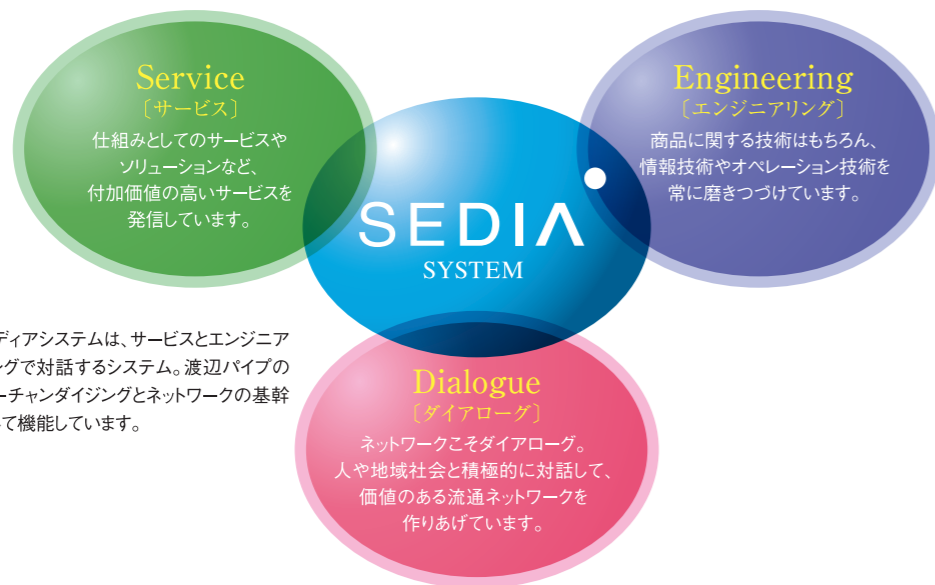 Service
〔サービス〕
仕組みとしてのサービスや
ソリューションなど、
付加価値の高いサービスを
発信しています。
Engineering
〔エンジニアリング〕
商品に関する技術はもちろん、
情報技術やオペレーション技術を
常に磨きつづけています。
SEDIA
SYSTEM
ディアシステムは、サービスとエンジニア
ングで対話するシステム。渡辺パイプの
ーチャンダイジングとネットワークの基幹
て機能しています。
Dialogue
〔ダイアローグ〕
ネットワークこそダイアローグ。
人や地域社会と積極的に対話して、
価値のある流通ネットワークを
作りあげています。